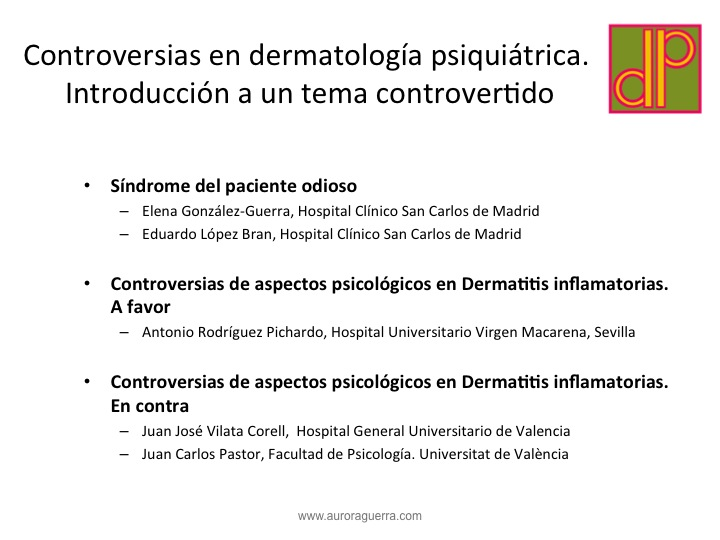 Controversias en dermatología psiquiátrica.
Introducción a un tema controvertido
dp
• Síndrome del paciente odioso
– Elena González-Guerra, Hospital Clínico San Carlos de Madrid
– Eduardo López Bran, Hospital Clínico San Carlos de Madrid
• Controversias de aspectos psicológicos en Dermatitis inflamatorias.
A favor
– Antonio Rodríguez Pichardo, Hospital Universitario Virgen Macarena, Sevilla
• Controversias de aspectos psicológicos en Dermatitis inflamatorias.
En contra
– Juan José Vilata Corell, Hospital General Universitario de Valencia
– Juan Carlos Pastor, Facultad de Psicología. Universitat de València
www.auroraguerra.com